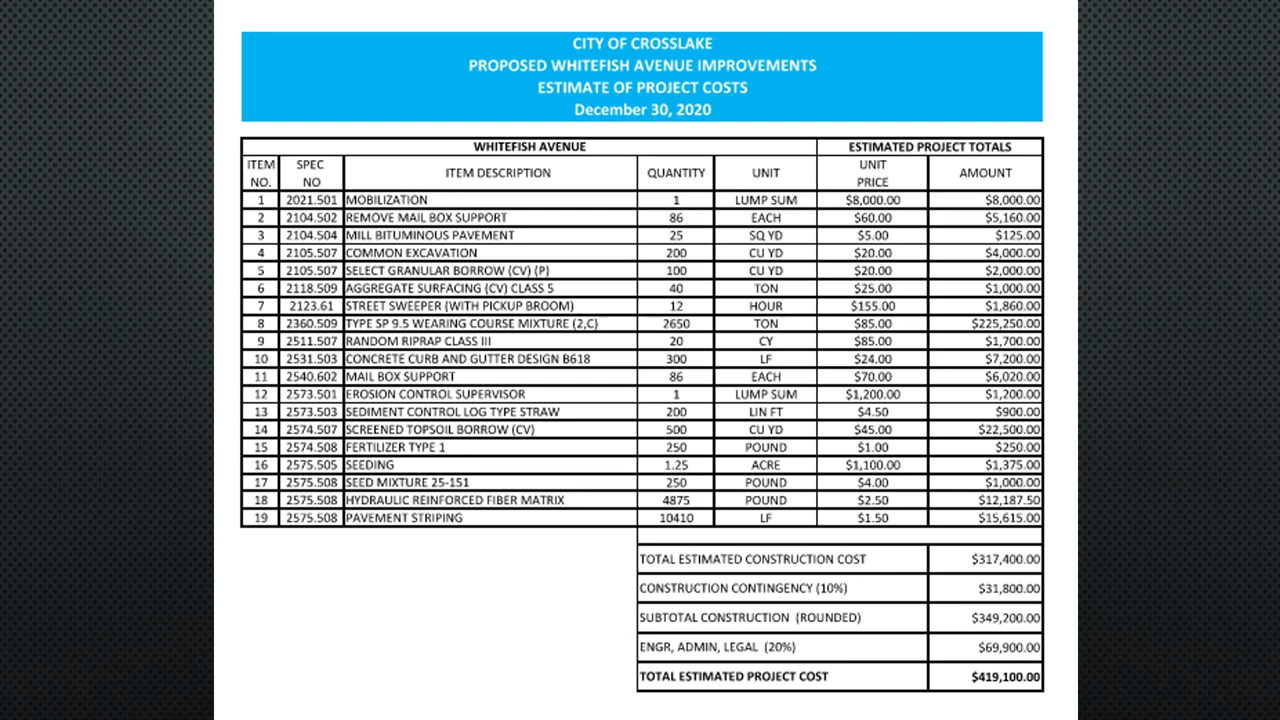 CITY OF CROSSLAKE
PROPOSED WHITEFISH AVENUE IMPROVEMENTS
ESTIMATE OF PROJECT COSTS
December 30, 2020
WHITEFISH AVENUE ESTIMATED PROJECT TOTALS
ITEM NO. SPEC NO ITEM DESCRIPTION QUANTITY UNIT UNIT PRICE AMOUNT
1 2021.501 MOBILIZATION 1 LUMP SUM $8,000.00 $8,000.00
2 2104.502 REMOVE MAIL BOX SUPPORT 86 EACH $60.00 $5,160.00
3 2104.504 MILL BITUMINOUS PAVEMENT 25 SQ YD $5.00 $125.00
4 2105.507 COMMON EXCAVATION 200 CU YD $20.00 $4,000.00
5 2105.507 SELECT GRANULAR BORROW (CV) (P) 100 CU YD $20.00 $2,000.00
6 2118.509 AGGREGATE SURFACING (CV) CLASS 5 40 TON $25.00 $1,000.00
7 2123.61 STREET SWEEPER (WITH PICKUP BROOM) 12 HOUR $155.00 $1,860.00
8 2360.509 TYPE SP 9.5 WEARING COURSE MIXTURE (2,C) 2650 TON $85.00 $225,250.00
9 2511.507 RANDOM RIPRAP CLASS III 20 CY $85.00 $1,700.00
10 2531.503 CONCRETE CURB AND GUTTER DESIGN B618 300 LF $24.00 $7,200.00
11 2540.602 MAIL BOX SUPPORT 86 EACH $70.00 $6,020.00
12 2573.501 EROSION CONTROL SUPERVISOR 1 LUMP SUM $1,200.00 $1,200.00
13 2573.503 SEDIMENT CONTROL LOG TYPE STRAW 200 LIN FT $4.50 $900.00
14 2574.507 SCREENED TOPSOIL BORROW (CV) 500 CU YD $45.00 $22,500.00
15 2574.508 FERTILIZER TYPE 1 250 POUND $1.00 $250.00
16 2575.505 SEEDING 1.25 ACRE $1,100.00 $1,375.00
17 2575.508 SEED MIXTURE 25-151 250 POUND $4.00 $1,000.00
18 2575.508 HYDRAULIC REINFORCED FIBER MATRIX 4875 POUND $2.50 $12,187.50
19 2575.508 PAVEMENT STRIPING 10410 LF $1.50 $15,615.00
TOTAL ESTIMATED CONSTRUCTION COST $317,400.00
CONSTRUCTION CONTINGENCY (10%) $31,800.00
SUBTOTAL CONSTRUCTION (ROUNDED) $349,200.00
ENGR, ADMIN, LEGAL (20%) $69,900.00
TOTAL ESTIMATED PROJECT COST $419,100.00